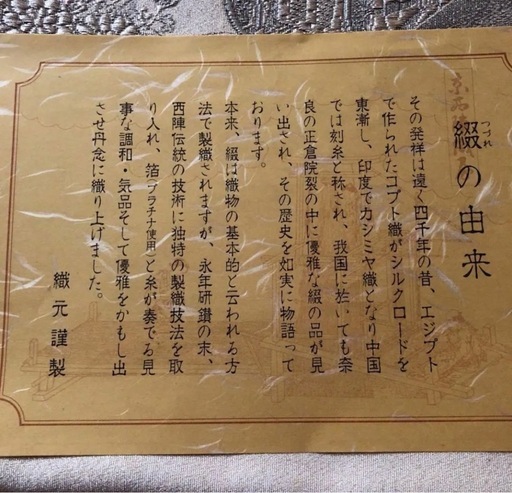 綴の由来
つづれ
その発祥は遠く四千年の昔、エジプト
で作られたコプト織がシルクロードを
東漸し、印度でカシミヤ織となり中国
では刻糸と称され、我国に於いても奈
良の正倉院裂の中に優雅な綴の品が見
い出され、その歴史を如実に物語って
おります。
本来、綴は織物の基本的と云われる方
法で製織されますが、永年研鑽の末、
西陣伝統の技術に独特の製織技法を取
り入れ、箔(プラチナ使用)と糸が奏でる見
事な調和・気品そして優雅をかもし出
させ丹念に織り上げました。
織元謹製